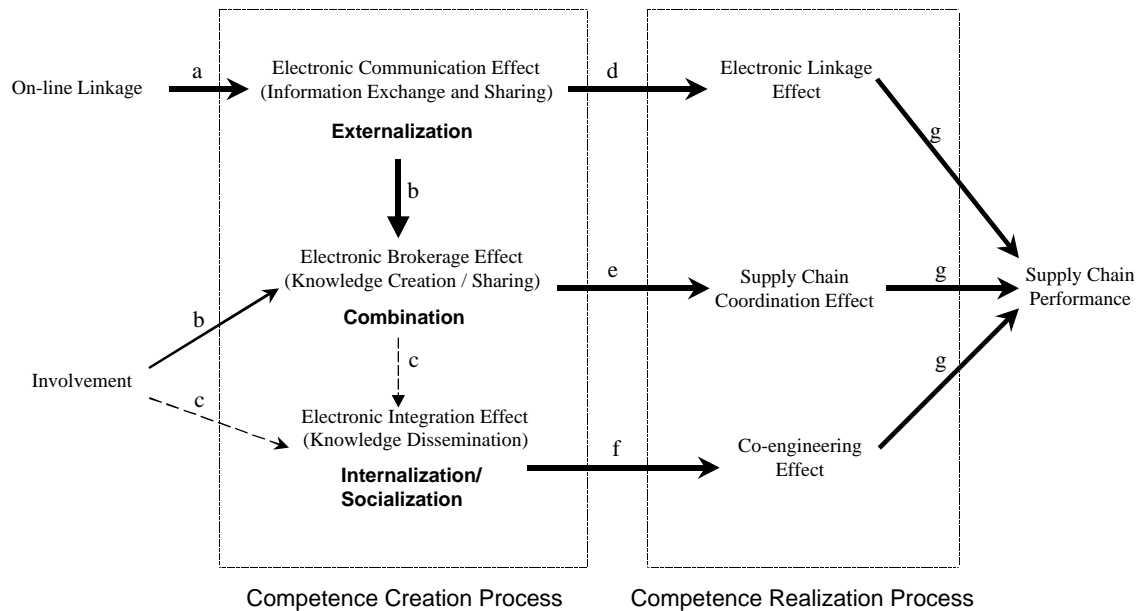 On-line Linkage
a
Electronic Communication Effect
(Information Exchange and Sharing)
Externalization
d
Electronic Linkage
Effect
g
b
Electronic Brokerage Effect
(Knowledge Creation / Sharing)
Combination
e
Supply Chain
Coordination Effect
g
Supply Chain
Performance
b
Involvement
c
c
Electronic Integration Effect
(Knowledge Dissemination)
Internalization/
Socialization
f
Co-engineering
Effect
g
Competence Creation Process
Competence Realization Process